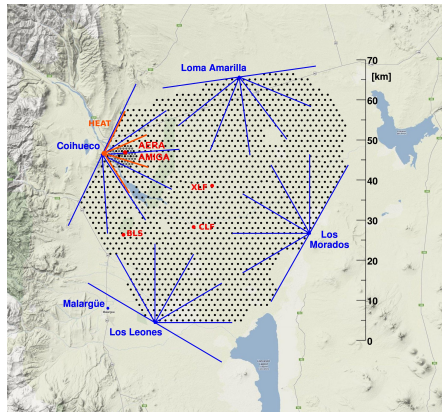 70
Loma Amarilla
[km]
60
HEAT
50
Coihueco
AERA
AMIGA
40
XLF
30
BLS
CLF
Los
Morados
20
Malargüe
10
Los Leones
0